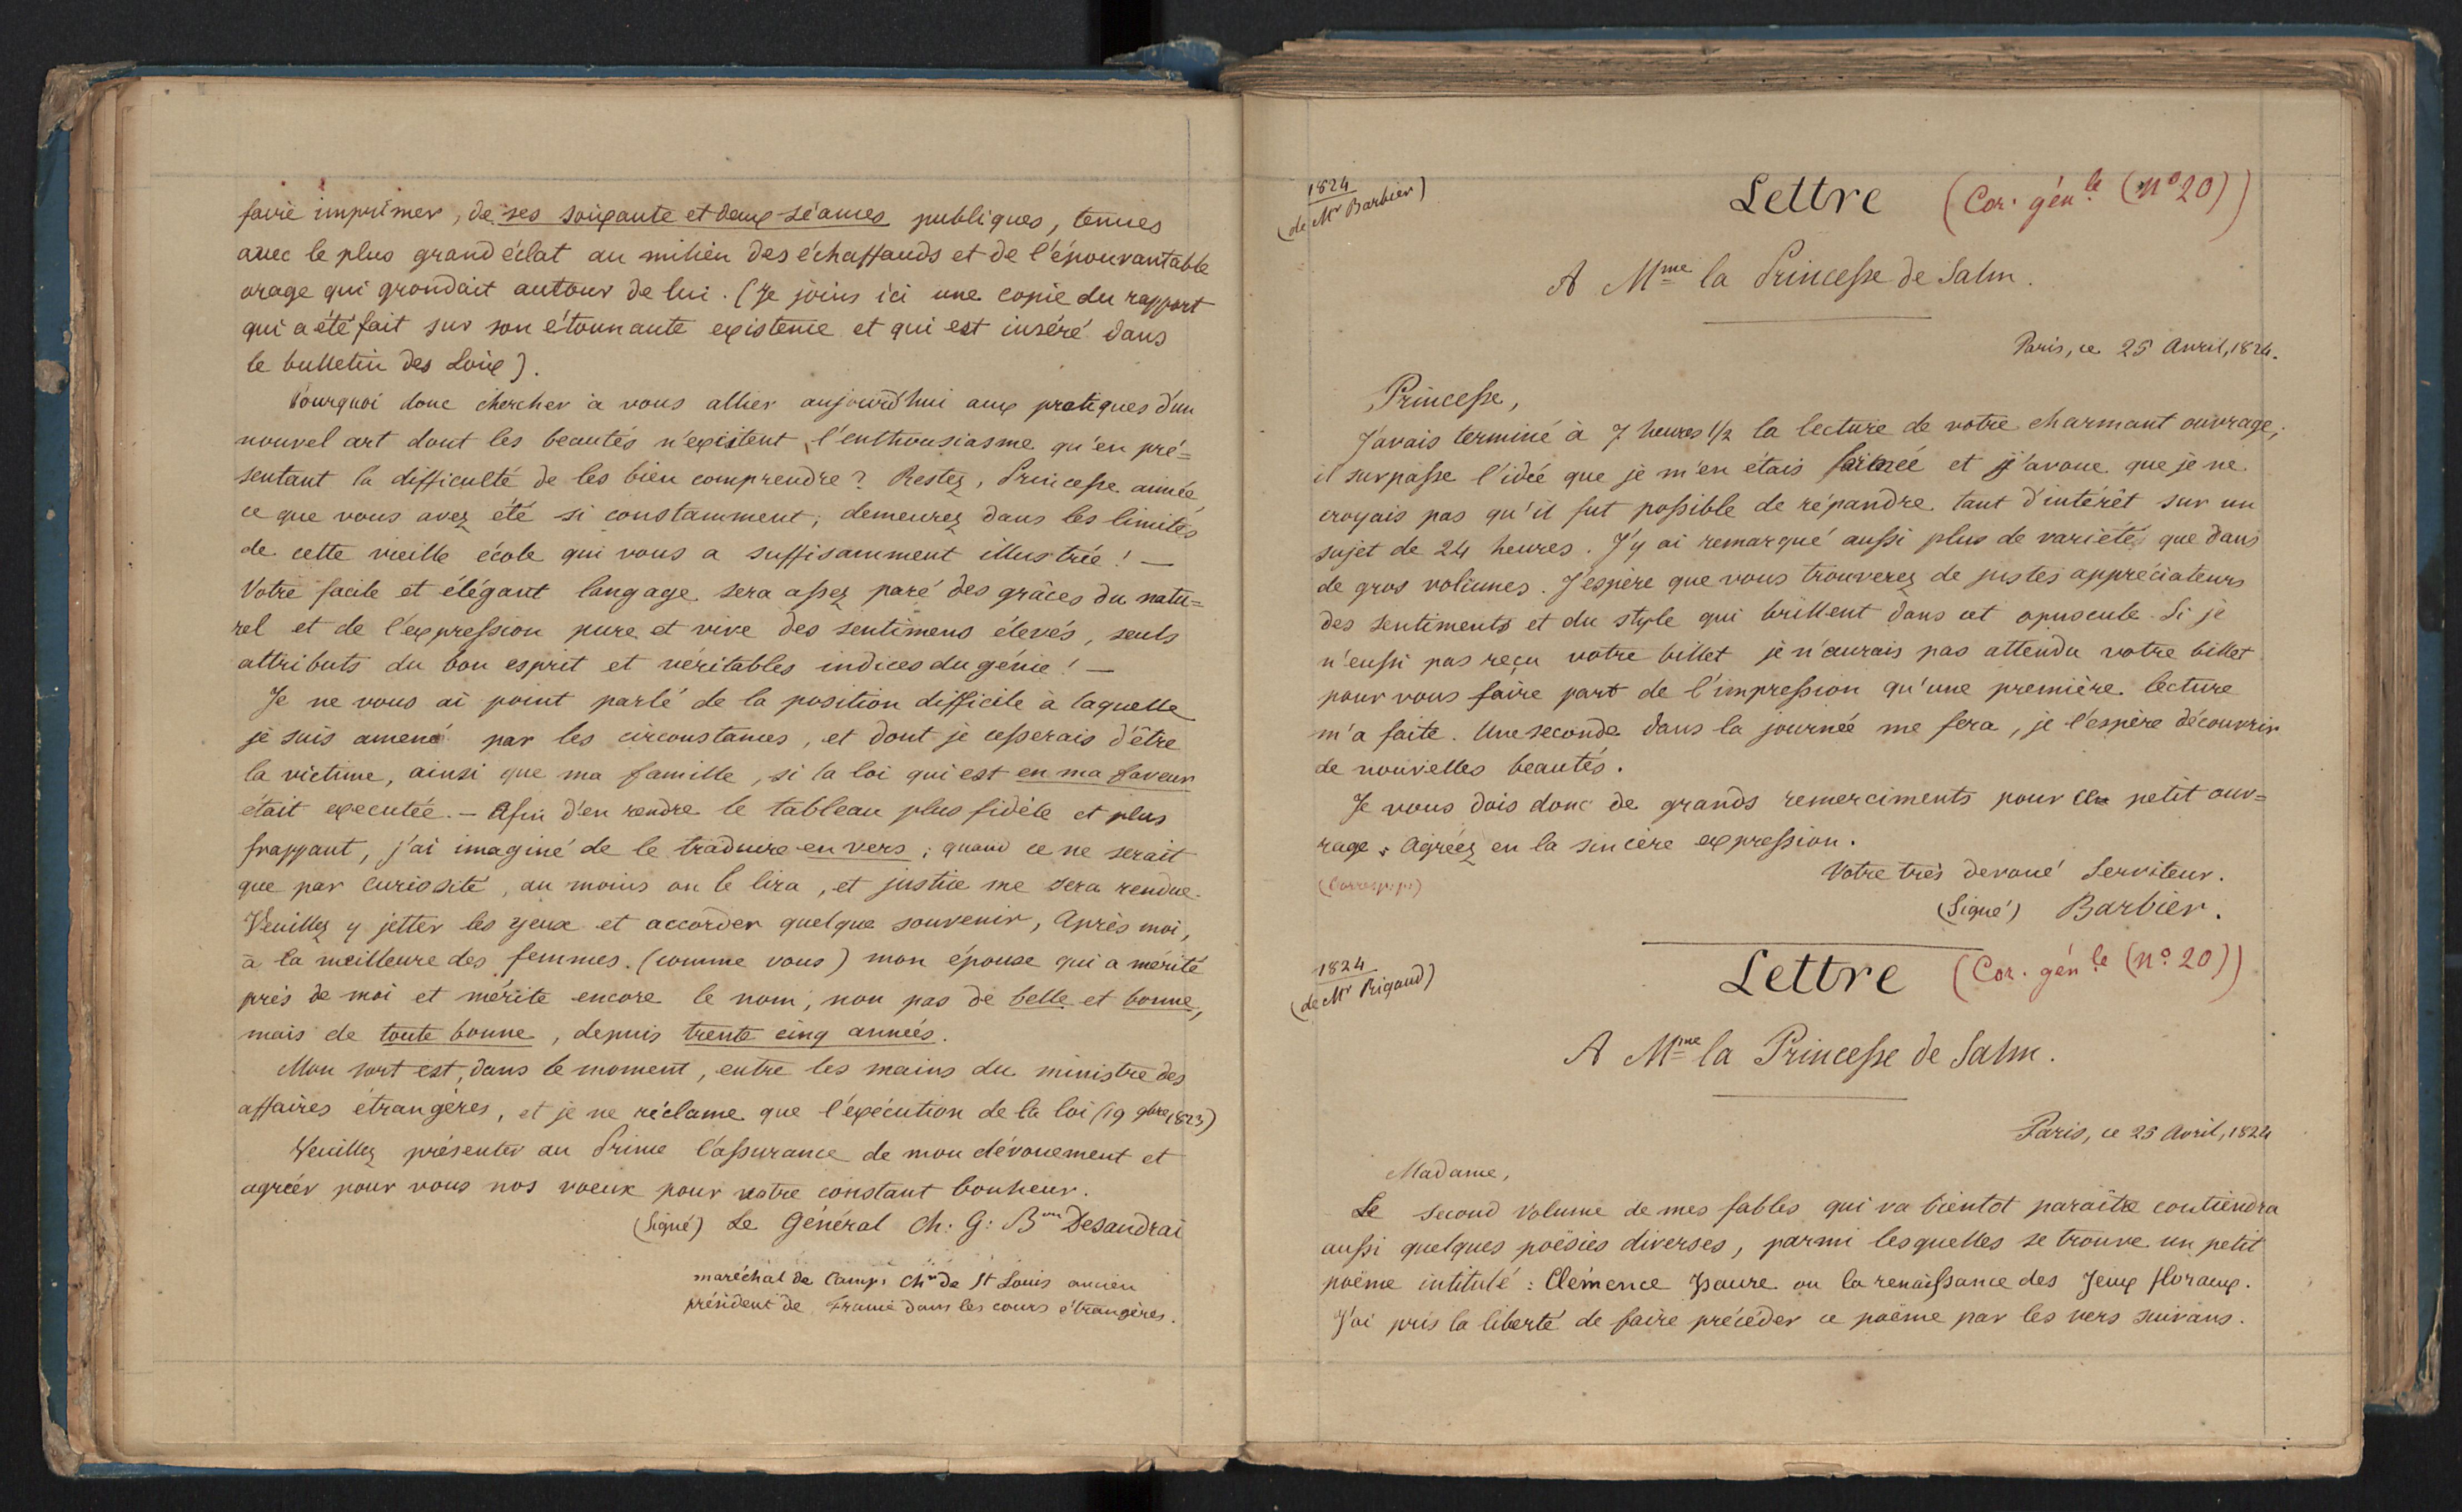 faire imprimer, de ses soixante et deux séances publiques, tenues
avec le plus grand éclat au milieu des échaffauds et de l'épouvantable
orage qui grondait autour de lui. (Je joins ici une copie du rapport
qui a été fait sur son étonnante existence et qui est inséré dans
le bulletin des Loix).
Pourquoi donc chercher à vous allier aujourd'hui aux pratiques d'un
nouvel art dont les beautés n'existent l'enthousiasme qu'en pré=
sentant la difficulté de les bien comprendre? Restez, Princesse aimée
ce que vous avez été si constamment; demeurez dans les limites
de cette vieille école qui vous a suffisamment illustrée! —
Votre facile et élégant langage sera assez paré des grâces du natu=
rel et de l'expression pure et vive des sentimens élevés, seuls
attributs du bon esprit et véritables indices du génie! —
Je ne vous ai point parlé de la position difficile à laquelle
je suis amené par les circonstances, et dont je cesserais d'être
la victime, ainsi que ma famille, si la loi qui est en ma faveur
était executée. — Afin d'en rendre le tableau plus fidèle et plus
frappant, j'ai imaginé de le traduire en vers; quand ce ne serait
que par curiosité, au moins on le lira, et justice me sera rendue.
Veuillez y jetter les yeux et accorder quelque souvenir, après moi,
à la meilleure des femmes. (comme vous) mon épouse qui a mérité
près de moi et mérite encore le nom, non pas de belle et bonne,
mais de toute bonne, depuis trente cinq années.
Mon sort est, dans le moment, entre les mains du ministre des
affaires étrangères, et je ne réclame que l'exécution de la loi (19 9bre 1823)
Veuillez présenter au Prince l'assurance de mon dévouement et
agréer pour vous nos voeux pour votre constant bonheur.
(Signé) Le Général Ch: G: Bon Desaudrai
maréchal de Camp, Chr de St Louis ancien
président de France dans les cours étrangères.
1824
(de Mr Barbier)
Lettre (Cor. génle (no 20))
A Mme la Princesse de Salm.
Paris, ce 25 Avril, 1824.
Princesse,
J'avais terminé à 7 heures 1/2 la lecture de votre charmant ouvrage;
il surpasse l'idée que je m'en étais formée et j'avoue que je ne
croyais pas qu'il fut possible de répandre tant d'intérêt sur un
sujet de 24 heures. J'y ai remarqué aussi plus de variétés que dans
de gros volumes. J'espère que vous trouverez de justes appréciateurs
des sentiments et du style qui brillent dans cet opuscule. Si je
n'eussi pas reçu votre billet je n'aurais pas attendu votre billet
pour vous faire part de l'impression qu'une première lecture
m'a faite. Une seconde dans la journée me fera, je l'espère découvrir
de nouvelles beautés.
Je vous dois donc de grands remerciments pour ce petit ouv=
rage. Agréez en la sincère expression.
Votre très devoué Serviteur.
(Signé) Barbier.
1824
(de Mr Rigaud)
Lettre (Cor. génle (no. 20))
A Mme la Princesse de Salm.
Paris, ce 25 Avril, 1824
Madame,
Le second volume de mes fables qui va bientot paraître contiendra
aussi quelques poësies diverses, parmi lesquelles se trouve un petit
poëme intitulé: Clémence Isaure ou la renaissance des Jeux floraux.
J'ai pris la liberté de faire précéder ce poëme par les vers suivans.